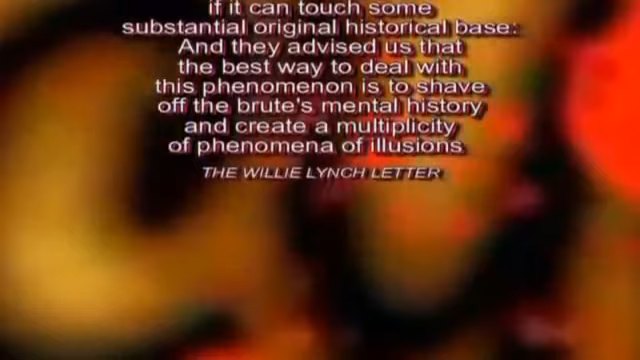 if it can touch some
substantial original historical base:
And they advised us that
the best way to deal with
this phenomenon is to shave
off the brute's mental history
and create a multiplicity
of phenomena of illusions
THE WILLIE LYNCH LETTER